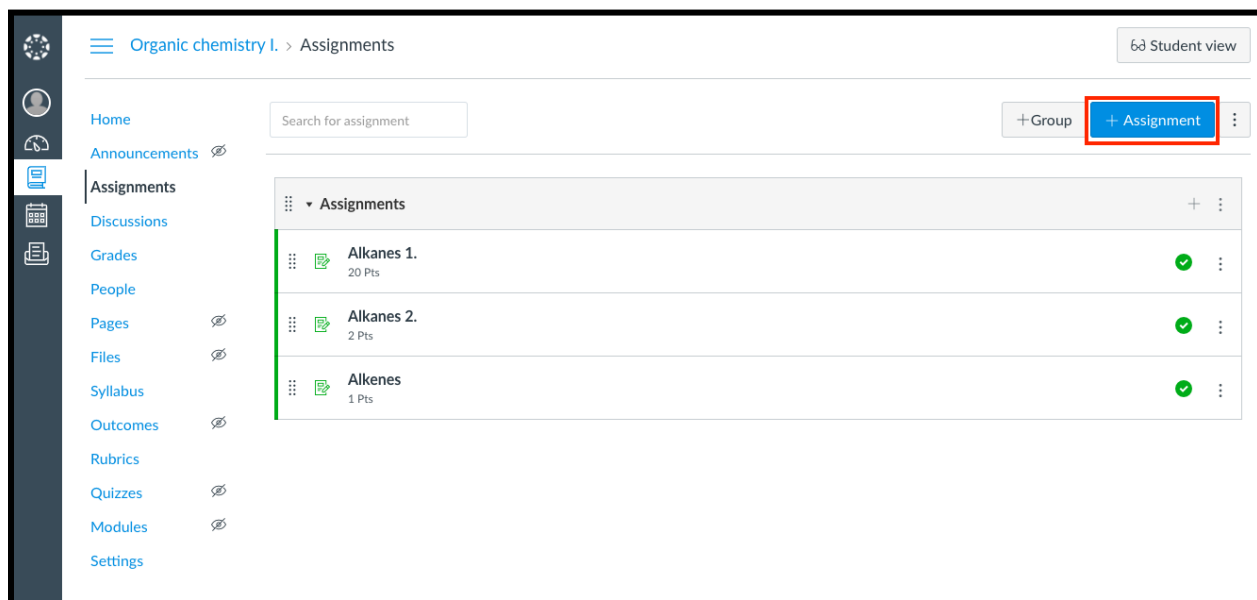 Organic chemistry I. > Assignments
Student view
Home
Announcements
Assignments
Discussions
Grades
People
Pages
Files
Syllabus
Outcomes
Rubrics
Quizzes
Modules
Settings
Search for assignment
+Group
+ Assignment
Assignments
Alkanes 1.
20 Pts
Alkanes 2.
2 Pts
Alkenes
1 Pts